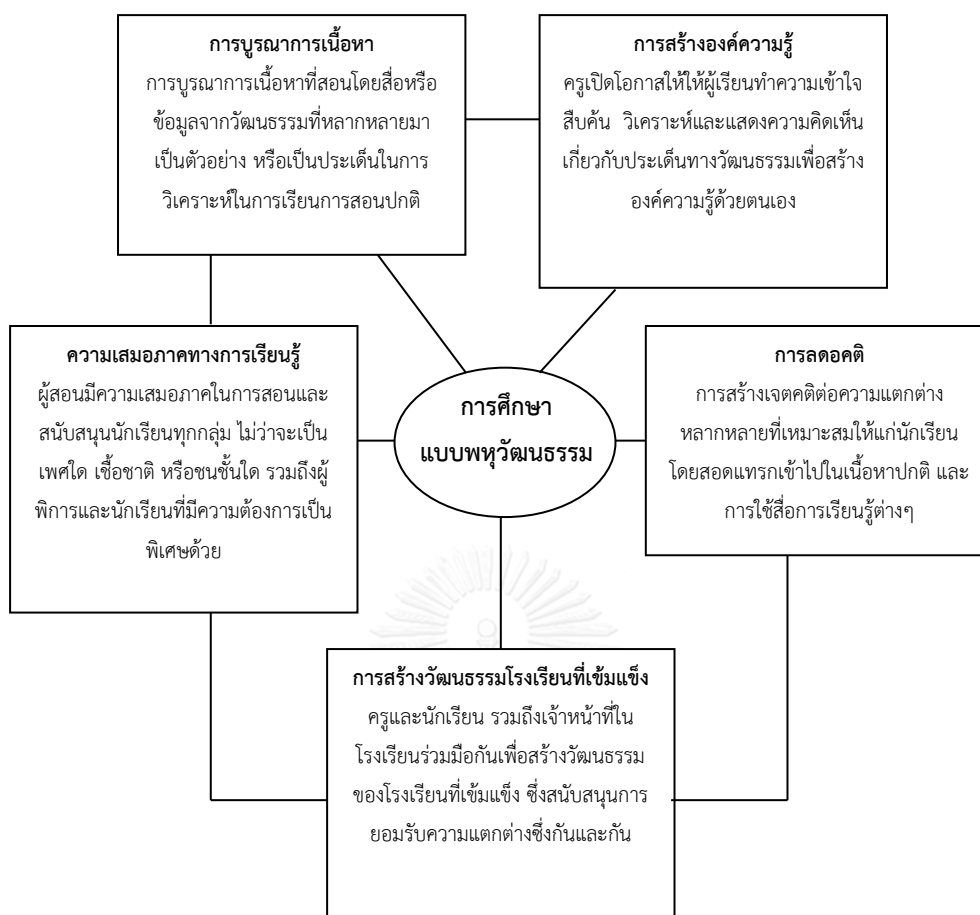 การบูรณาการเนื้อหา
การบูรณาการเนื้อหาที่สอนโดยสื่อหรือ
ข้อมูลจากวัฒนธรรมที่หลากหลายมา
เป็นตัวอย่าง หรือเป็นประเด็นในการ
วิเคราะห์ในการเรียนการสอนปกติ
การสร้างองค์ความรู้
ครูเปิดโอกาสให้ให้ผู้เรียนทำความเข้าใจ
สืบค้น วิเคราะห์และแสดงความคิดเห็น
เกี่ยวกับประเด็นทางวัฒนธรรมเพื่อสร้าง
องค์ความรู้ด้วยตนเอง
ความเสมอภาคทางการเรียนรู้
ผู้สอนมีความเสมอภาคในการสอนและ
สนับสนุนนักเรียนทุกกลุ่ม ไม่ว่าจะเป็น
เพศใด เชื้อชาติ หรือชนชั้นใด รวมถึงผู้
พิการและนักเรียนที่มีความต้องการเป็น
พิเศษด้วย
การศึกษา
แบบพหุวัฒนธรรม
การลดอคติ
การสร้างเจตคติต่อความแตกต่าง
หลากหลายที่เหมาะสมให้แก่นักเรียน
โดยสอดแทรกเข้าไปในเนื้อหาปกติ และ
การใช้สื่อการเรียนรู้ต่างๆ
การสร้างวัฒนธรรมโรงเรียนที่เข้มแข็ง
ครูและนักเรียน รวมถึงเจ้าหน้าที่ใน
โรงเรียนร่วมมือกันเพื่อสร้างวัฒนธรรม
ของโรงเรียนที่เข้มแข็ง ซึ่งสนับสนุนการ
ยอมรับความแตกต่างซึ่งกันและกัน